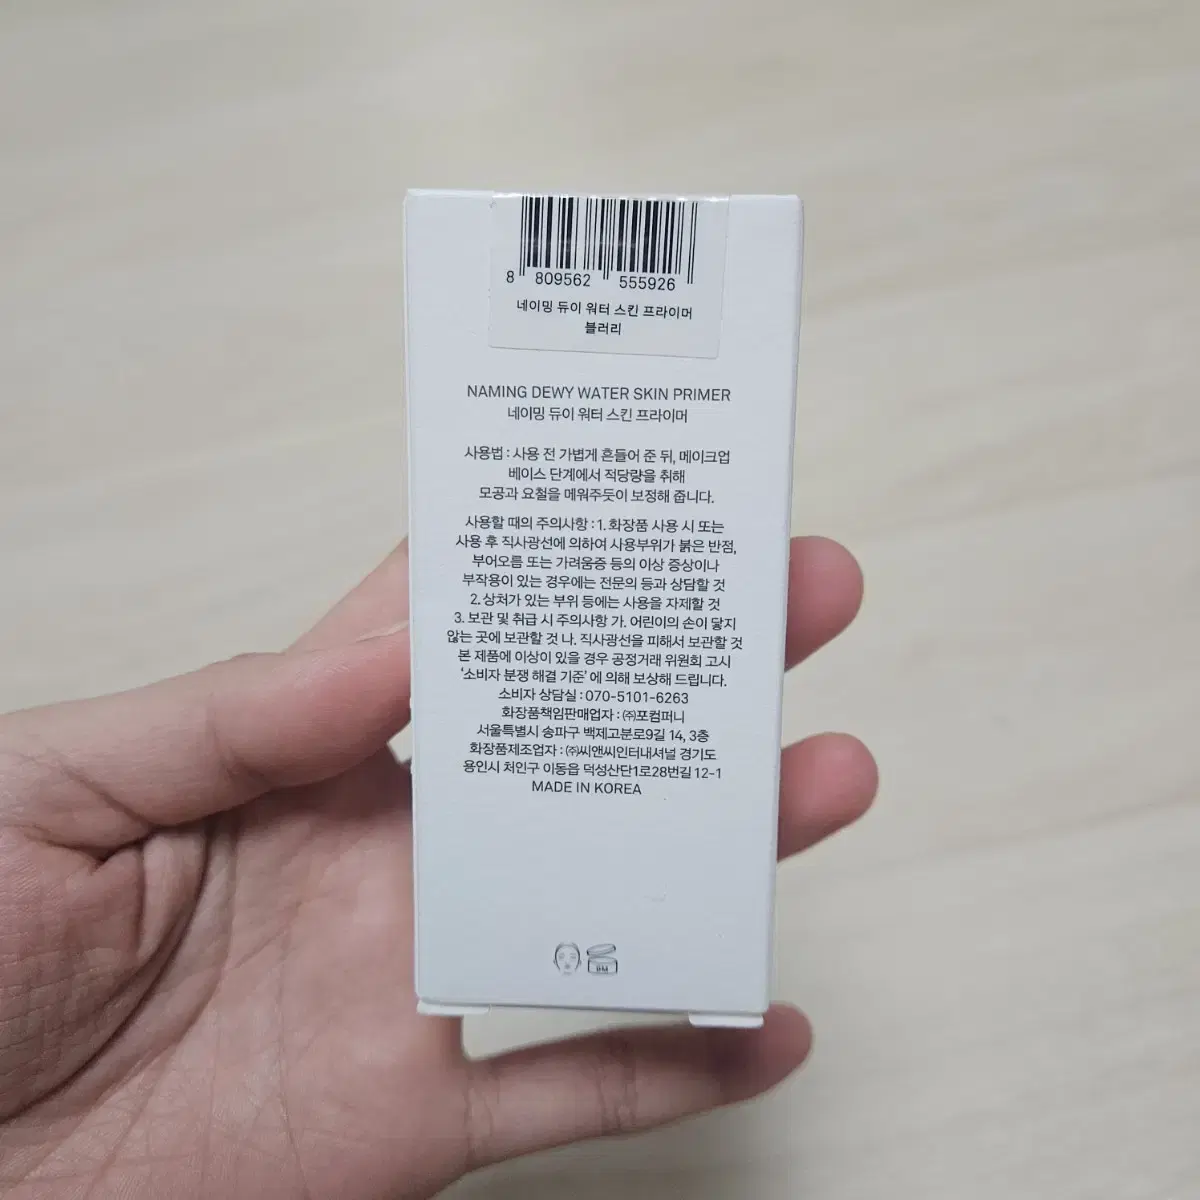 8 809562 555926
네이밍 듀이 워터 스킨 프라이머
블러리
NAMING DEWY WATER SKIN PRIMER
네이밍 듀이 워터 스킨 프라이머
사용법 : 사용 전 가볍게 흔들어 준 뒤, 메이크업
베이스 단계에서 적당량을 취해
모공과 요철을 메워주듯이 보정해 줍니다.
사용할 때의 주의사항 : 1. 화장품 사용 시 또는
사용 후 직사광선에 의하여 사용부위가 붉은 반점,
부어오름 또는 가려움증 등의 이상 증상이나
부작용이 있는 경우에는 전문의 등과 상담할 것
2. 상처가 있는 부위 등에는 사용을 자제할 것
3. 보관 및 취급 시 주의사항 가. 어린이의 손이 닿지
않는 곳에 보관할 것 나. 직사광선을 피해서 보관할 것
본 제품에 이상이 있을 경우 공정거래 위원회 고시
‘소비자 분쟁 해결 기준’ 에 의해 보상해 드립니다.
소비자 상담실 : 070-5101-6263
화장품책임판매업자 : ㈜포컴퍼니
서울특별시 송파구 백제고분로9길 14, 3층
화장품제조업자 : ㈜씨앤씨인터내셔널 경기도
용인시 처인구 이동읍 덕성산단1로28번길 12-1
MADE IN KOREA